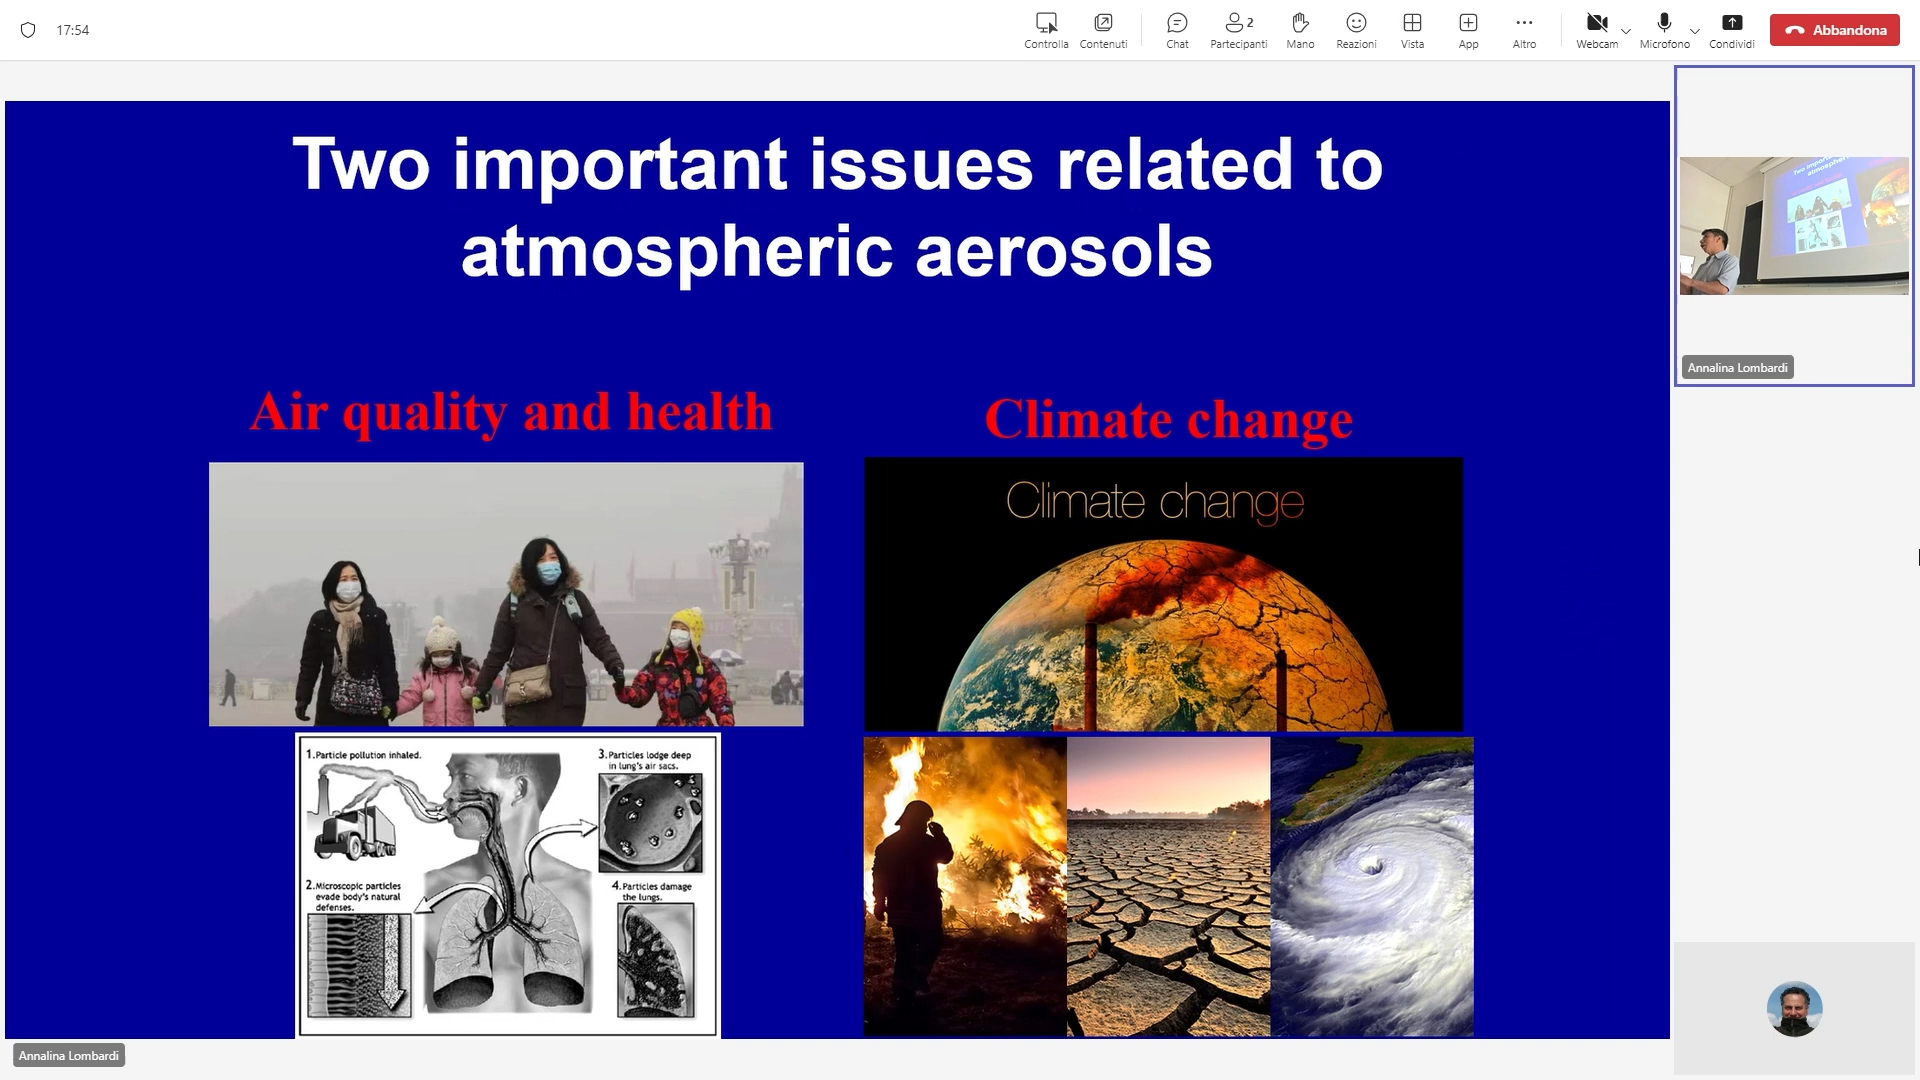 17:54
Controlla
Contenuti
Chat
2
Partecipanti
Mano
Reazioni
Vista
App
Altro
Webcam
Microfono
Condividi
Abbandona
Two important issues related to
atmospheric aerosols
Air quality and health
Climate change
Climate change
1.Particle pollution inhaled.
3.Particles lodge deep
in lung's air sacs.
2.Microscopic particles
evade body's natural
defenses.
4.Particles damage
the lungs.
Annalina Lombardi
Annalina Lombardi